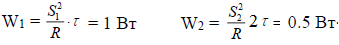 W₁ = S₁²/R · τ = 1 Вт    W₂ = S₂²/R 2 τ = 0.5 Вт·